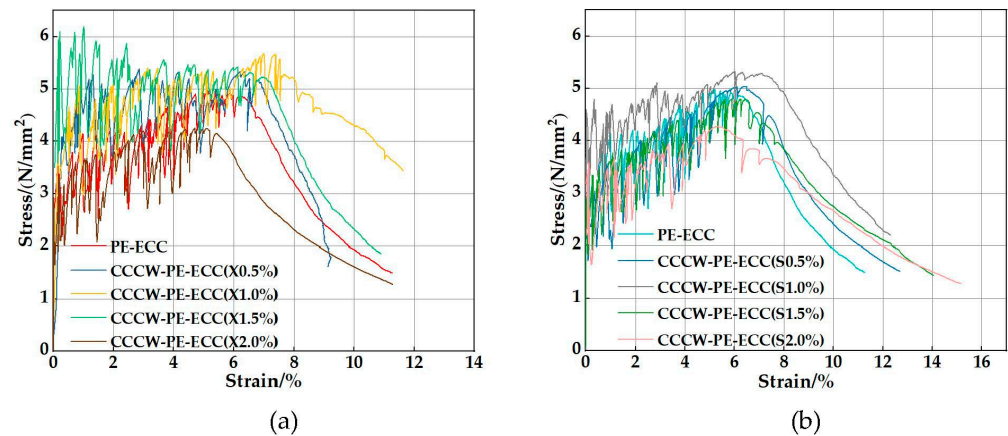 6
5
4
3
2
1
0
Stress/(N/mm²)
PE-ECC
CCCW-PE-ECC(X0.5%)
CCCW-PE-ECC(X1.0%)
CCCW-PE-ECC(X1.5%)
CCCW-PE-ECC(X2.0%)
0 2 4 6 8 10 12 14
Strain/%
(a)
6
5
4
3
2
1
0
Stress/(N/mm²)
PE-ECC
CCCW-PE-ECC(S0.5%)
CCCW-PE-ECC(S1.0%)
CCCW-PE-ECC(S1.5%)
CCCW-PE-ECC(S2.0%)
0 2 4 6 8 10 12 14 16
Strain/%
(b)